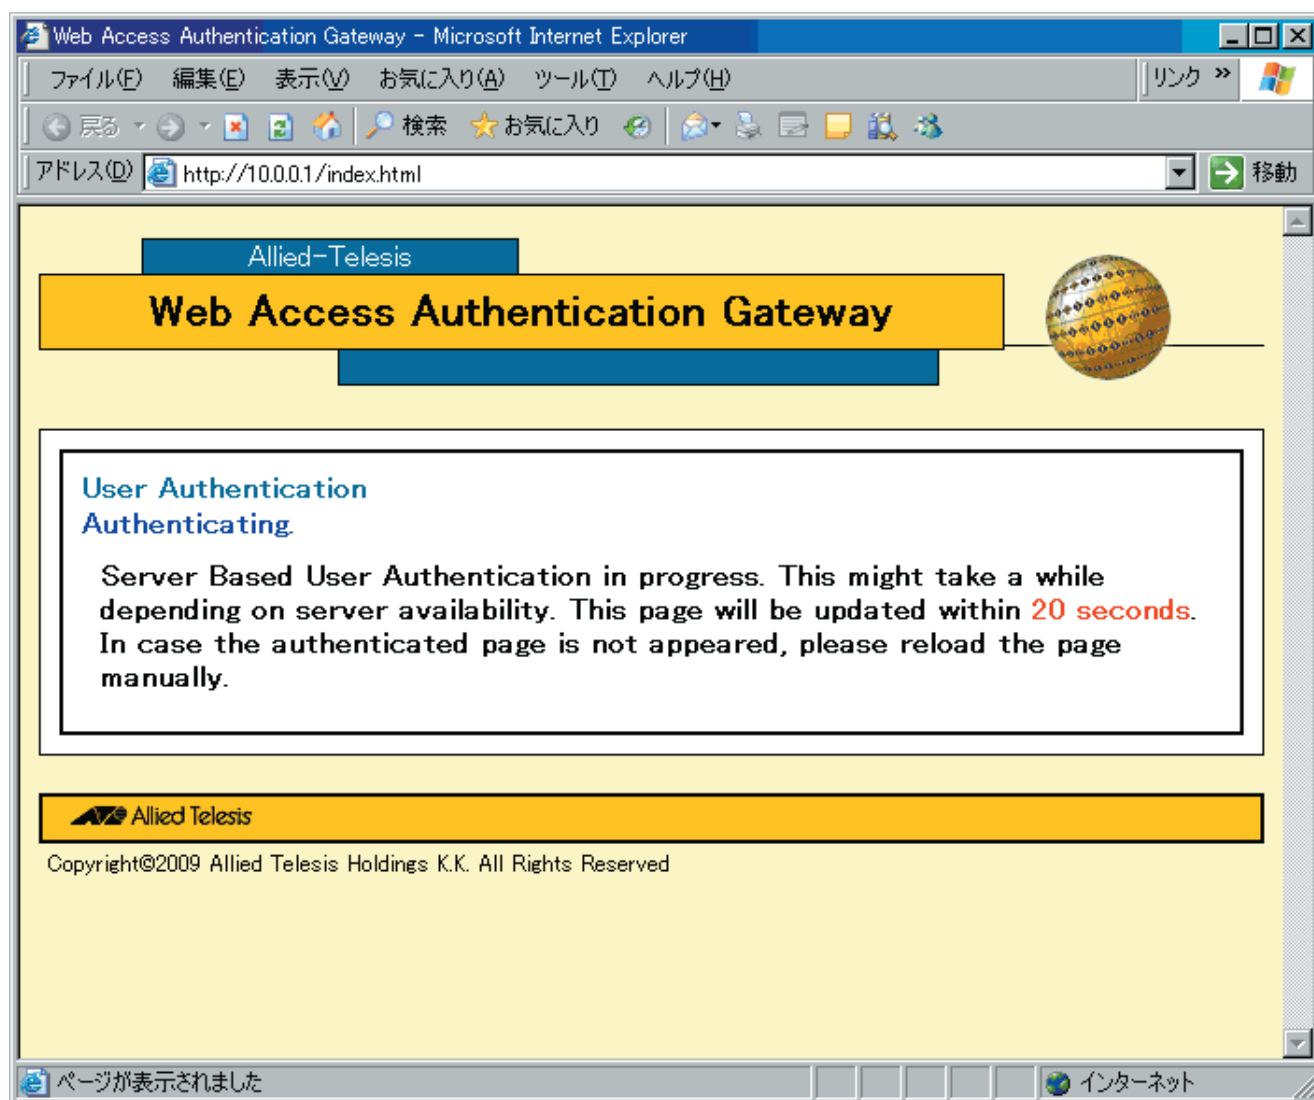 Web Access Authentication Gateway - Microsoft Internet Explorer
ファイル(F) 編集(E) 表示(V) お気に入り(A) ツール(T) ヘルプ(H) リンク »
戻る 検索 お気に入り
アドレス(D) http://10.0.0.1/index.html 移動
Allied-Telesis
Web Access Authentication Gateway
User Authentication
Authenticating.
Server Based User Authentication in progress. This might take a while
depending on server availability. This page will be updated within 20 seconds.
In case the authenticated page is not appeared, please reload the page
manually.
Allied Telesis
Copyright©2009 Allied Telesis Holdings K.K. All Rights Reserved
ページが表示されました インターネット